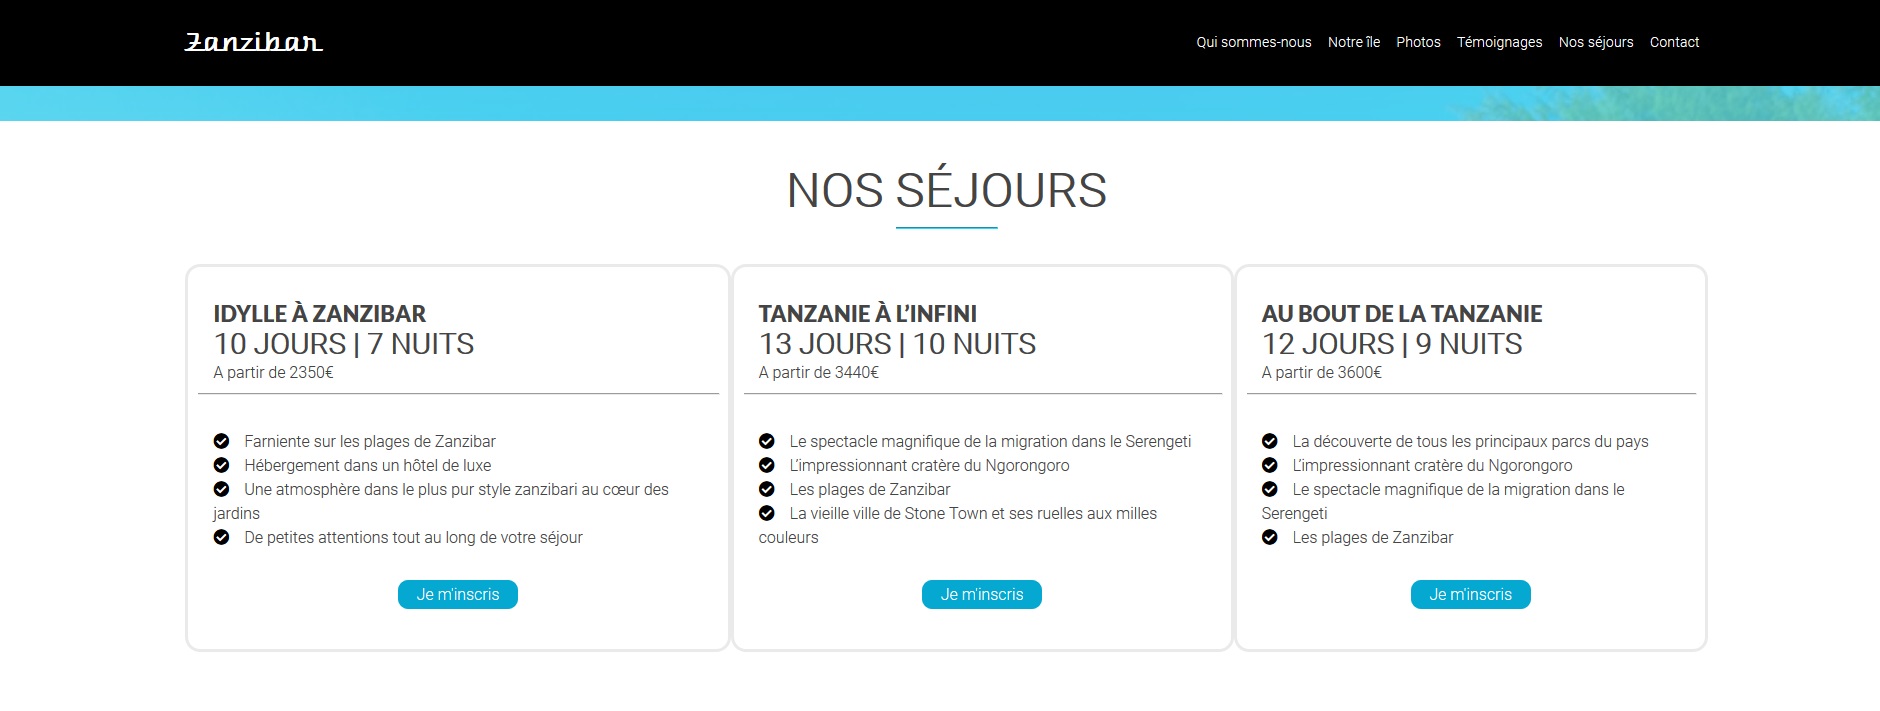 Zanzibar
Qui sommes-nous Notre île Photos Témoignages Nos séjours Contact
NOS SÉJOURS
IDYLLE À ZANZIBAR
10 JOURS | 7 NUITS
A partir de 2350€
Farniente sur les plages de Zanzibar
Hébergement dans un hôtel de luxe
Une atmosphère dans le plus pur style zanzibari au cœur des
jardins
De petites attentions tout au long de votre séjour
Je m'inscris
TANZANIE À L’INFINI
13 JOURS | 10 NUITS
A partir de 3440€
Le spectacle magnifique de la migration dans le Serengeti
L’impressionnant cratère du Ngorongoro
Les plages de Zanzibar
La vieille ville de Stone Town et ses ruelles aux milles
couleurs
Je m'inscris
AU BOUT DE LA TANZANIE
12 JOURS | 9 NUITS
A partir de 3600€
La découverte de tous les principaux parcs du pays
L’impressionnant cratère du Ngorongoro
Le spectacle magnifique de la migration dans le
Serengeti
Les plages de Zanzibar
Je m'inscris